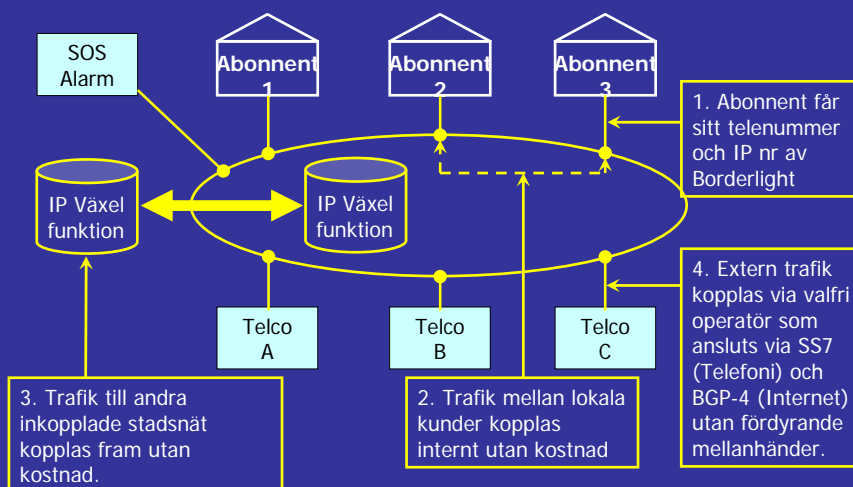 SOS
Alarm
Abonnent
1
Abonnent
2
Abonnent
3
1. Abonnent får
sitt telenummer
och IP nr av
Borderlight
IP Växel
funktion
IP Växel
funktion
Telco
A
Telco
B
Telco
C
4. Extern trafik
kopplas via valfri
operatör som
ansluts via SS7
(Telefoni) och
BGP-4 (Internet)
utan fördyrande
mellanhänder.
3. Trafik till andra
inkopplade stadsnät
kopplas fram utan
kostnad.
2. Trafik mellan lokala
kunder kopplas
internt utan kostnad